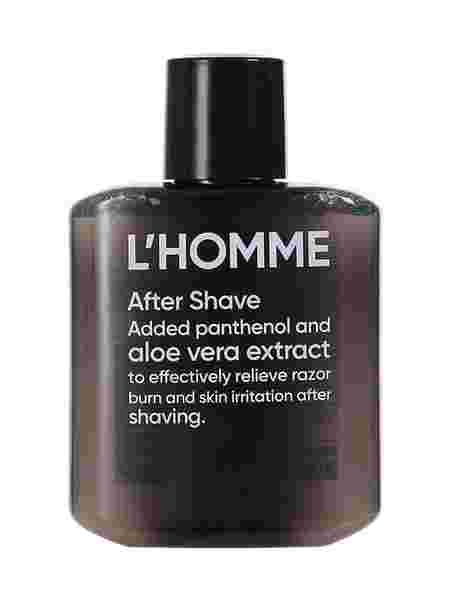 L'HOMME
After Shave
Added panthenol and
aloe vera extract
to effectively relieve razor
burn and skin irritation after
shaving.